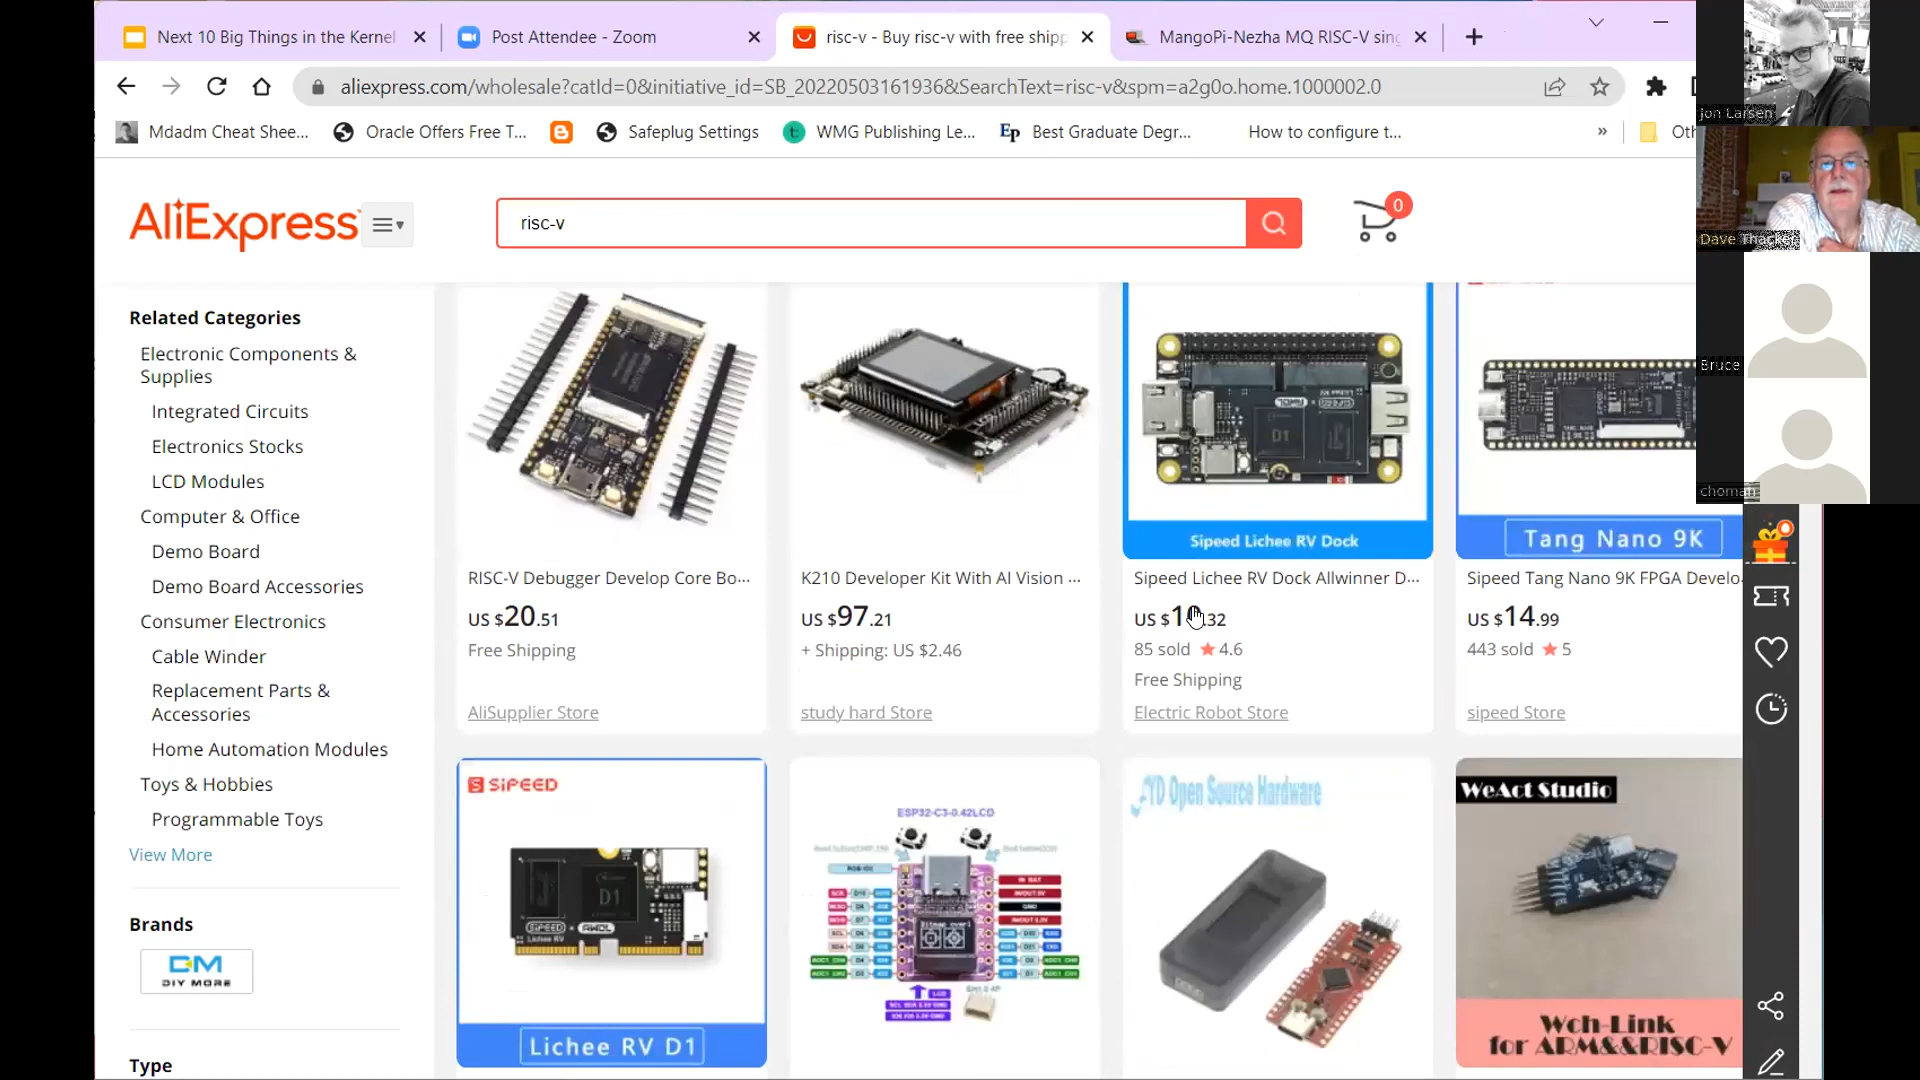 Next 10 Big Things in the Kernel
Post Attendee - Zoom
risc-v - Buy risc-v with free shipp
MangoPi-Nezha MQ RISC-V sin
aliexpress.com/wholesale?catId=0&initiative_id=SB_20220503161936&SearchText=risc-v&spm=a2g0o.home.1000002.0
Mdadm Cheat Shee...
Oracle Offers Free T...
Safeplug Settings
WMG Publishing Le...
Ep
Best Graduate Degr...
How to configure t...
»
AliExpress
risc-v
0
Jon Larsen
Dave Thacker
Bruce
choman
Related Categories
Electronic Components &
Supplies
Integrated Circuits
Electronics Stocks
LCD Modules
Computer & Office
Demo Board
Demo Board Accessories
Consumer Electronics
Cable Winder
Replacement Parts &
Accessories
Home Automation Modules
Toys & Hobbies
Programmable Toys
View More
Brands
DM
DIY MORE
Type
RISC-V Debugger Develop Core Bo...
US $20.51
Free Shipping
AliSupplier Store
K210 Developer Kit With AI Vision ...
US $97.21
+ Shipping: US $2.46
study hard Store
D1
Sipeed Lichee RV Dock
Sipeed Lichee RV Dock Allwinner D...
US $
85 sold ★ 4.6
Free Shipping
Electric Robot Store
Tang Nano 9K
Sipeed Tang Nano 9K FPGA Develo
US $14.99
443 sold ★ 5
sipeed Store
SiPEED
D1
SiPEED
AWOL
Lichee RV
Lichee RV D1
ESP32-C3-0.42LCD
YD Open Source Hardware
WeAct Studio
Wch-Link
for ARM&&RISC-V